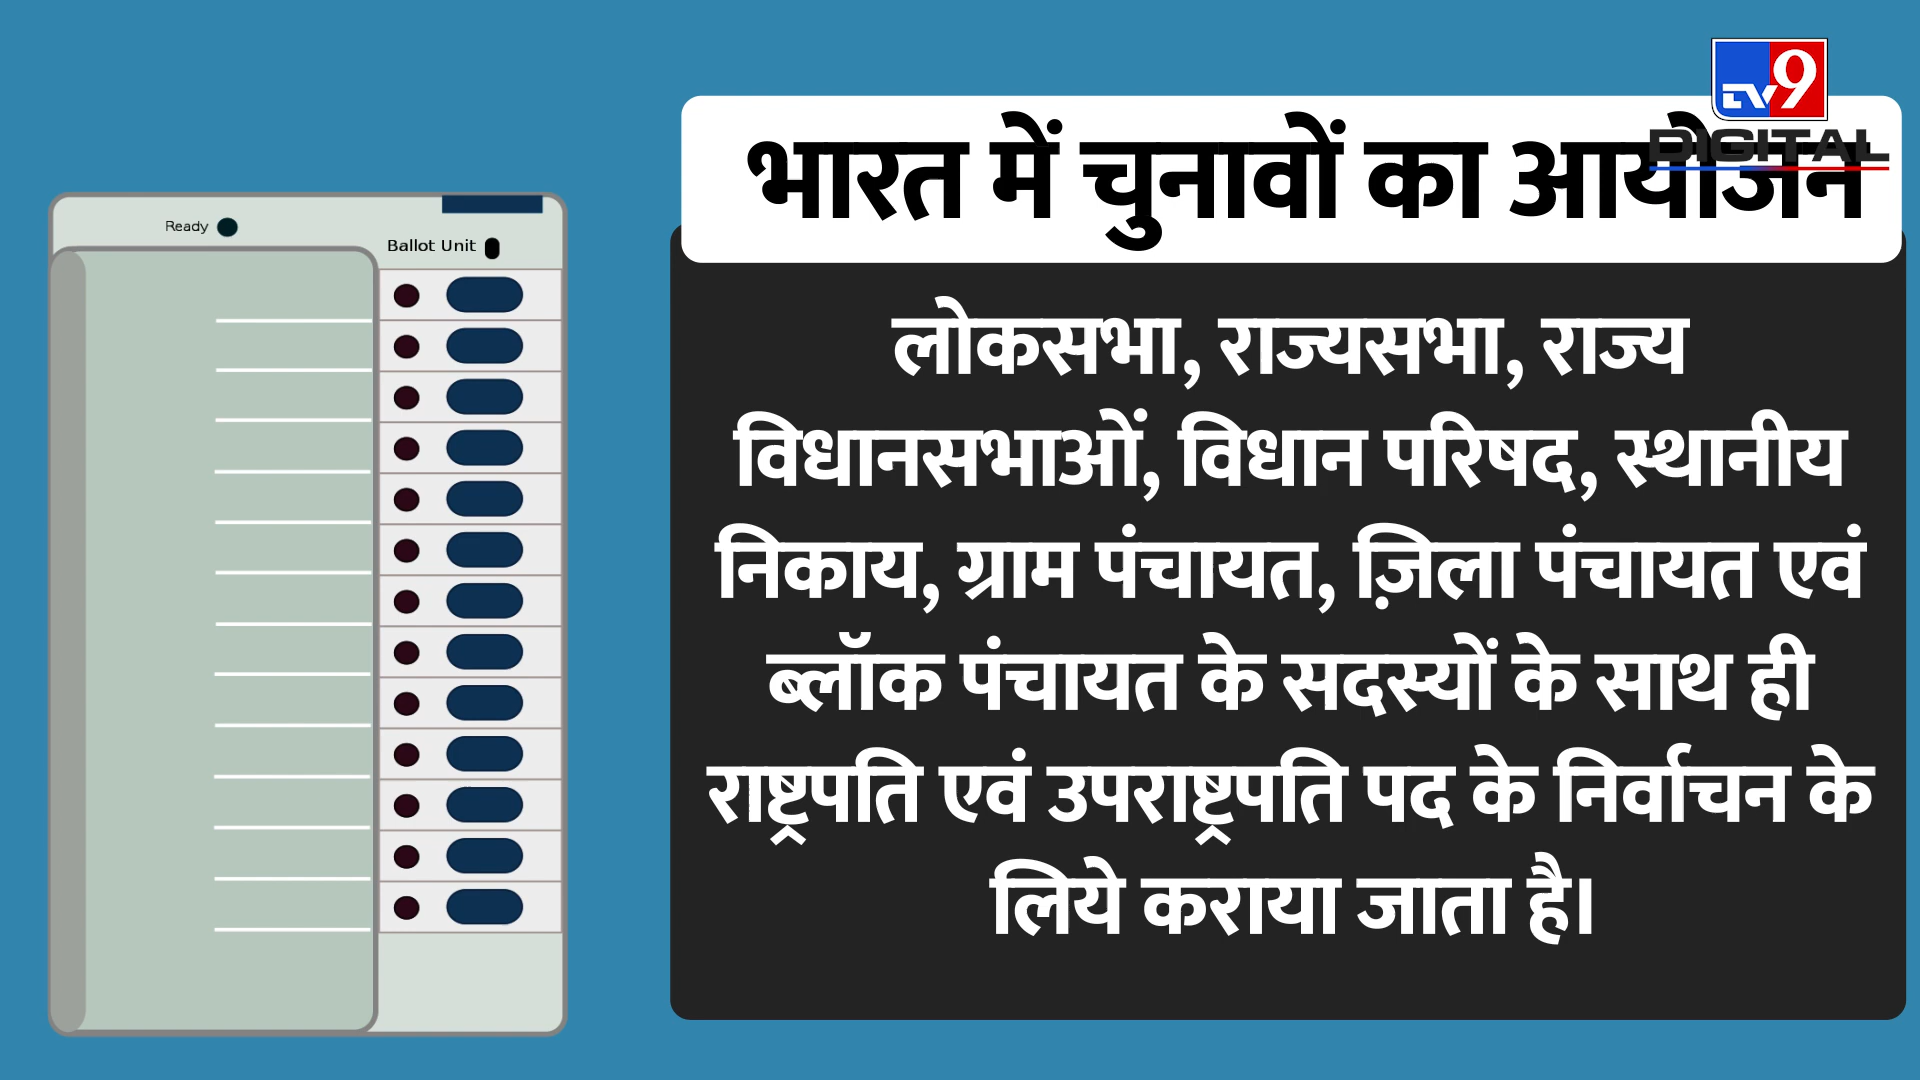 TV9
DIGITAL
भारत में चुनावों का आयोजन
Ready
Ballot Unit
लोकसभा, राज्यसभा, राज्य
विधानसभाओं, विधान परिषद, स्थानीय
निकाय, ग्राम पंचायत, ज़िला पंचायत एवं
ब्लॉक पंचायत के सदस्यों के साथ ही
राष्ट्रपति एवं उपराष्ट्रपति पद के निर्वाचन के
लिये कराया जाता है।